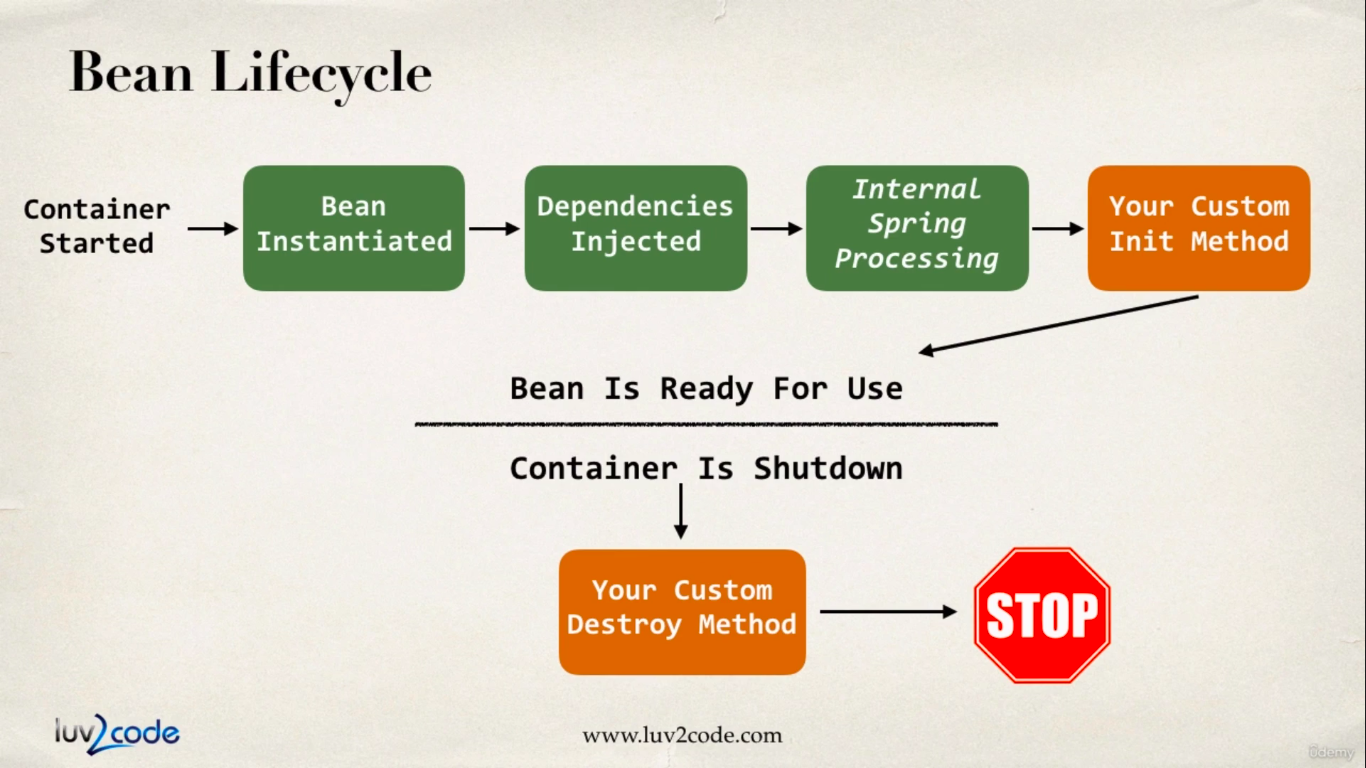 Bean Lifecycle
Container
Started
Bean
Instantiated
Dependencies
Injected
Internal
Spring
Processing
Your Custom
Init Method
Bean Is Ready For Use
Container Is Shutdown
Your Custom
Destroy Method
STOP
luv2code
www.luv2code.com
ûdemy